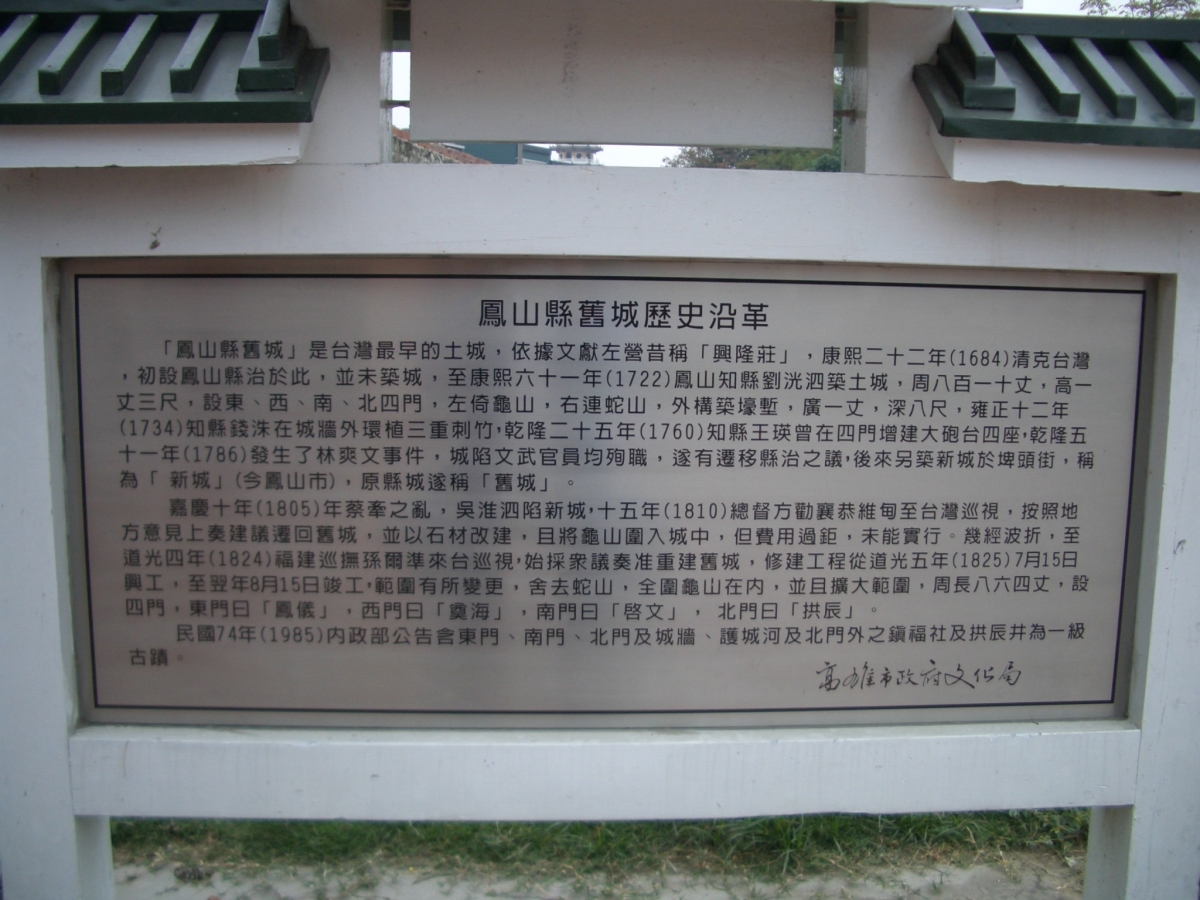 鳳山縣舊城歷史沿革
「鳳山縣舊城」是台灣最早的土城，依據文獻左營昔稱「興隆莊」，康熙二十二年(1684)清克台灣
，初設鳳山縣治於此，並未築城，至康熙六十一年(1722)鳳山知縣劉洸泗築土城，周八百一十丈，高一
丈三尺，設東、西、南、北四門，左倚龜山，右連蛇山，外構築壕塹，廣一丈，深八尺，雍正十二年
(1734)知縣錢洙在城牆外環植三重刺竹，乾隆二十五年(1760)知縣王瑛曾在四門增建大砲台四座，乾隆五
十一年(1786)發生了林爽文事件，城陷文武官員均殉職，遂有遷移縣治之議，後來另築新城於埤頭街，稱
為「新城」(今鳳山市)，原縣城遂稱「舊城」。
嘉慶十年(1805)年蔡牽之亂，吳淮泗陷新城，十五年(1810)總督方勸襄恭維甸至台灣巡視，按照地
方意見上奏建議遷回舊城，並以石材改建，且將龜山圍入城中，但費用過鉅，未能實行。幾經波折，至
道光四年(1824)福建巡撫孫爾準來台巡視，始採衆議奏准重建舊城，修建工程從道光五年(1825)7月15日
興工，至翌年8月15日竣工，範圍有所變更，舍去蛇山，全圍龜山在內，並且擴大範圍，周長八六四丈，設
四門，東門曰「鳳儀」，西門曰「奠海」，南門曰「啓文」，北門曰「拱辰」。
民國74年(1985)內政部公告含東門、南門、北門及城牆、護城河及北門外之鎮福社及拱辰井為一級
古蹟。
高雄市政府文化局